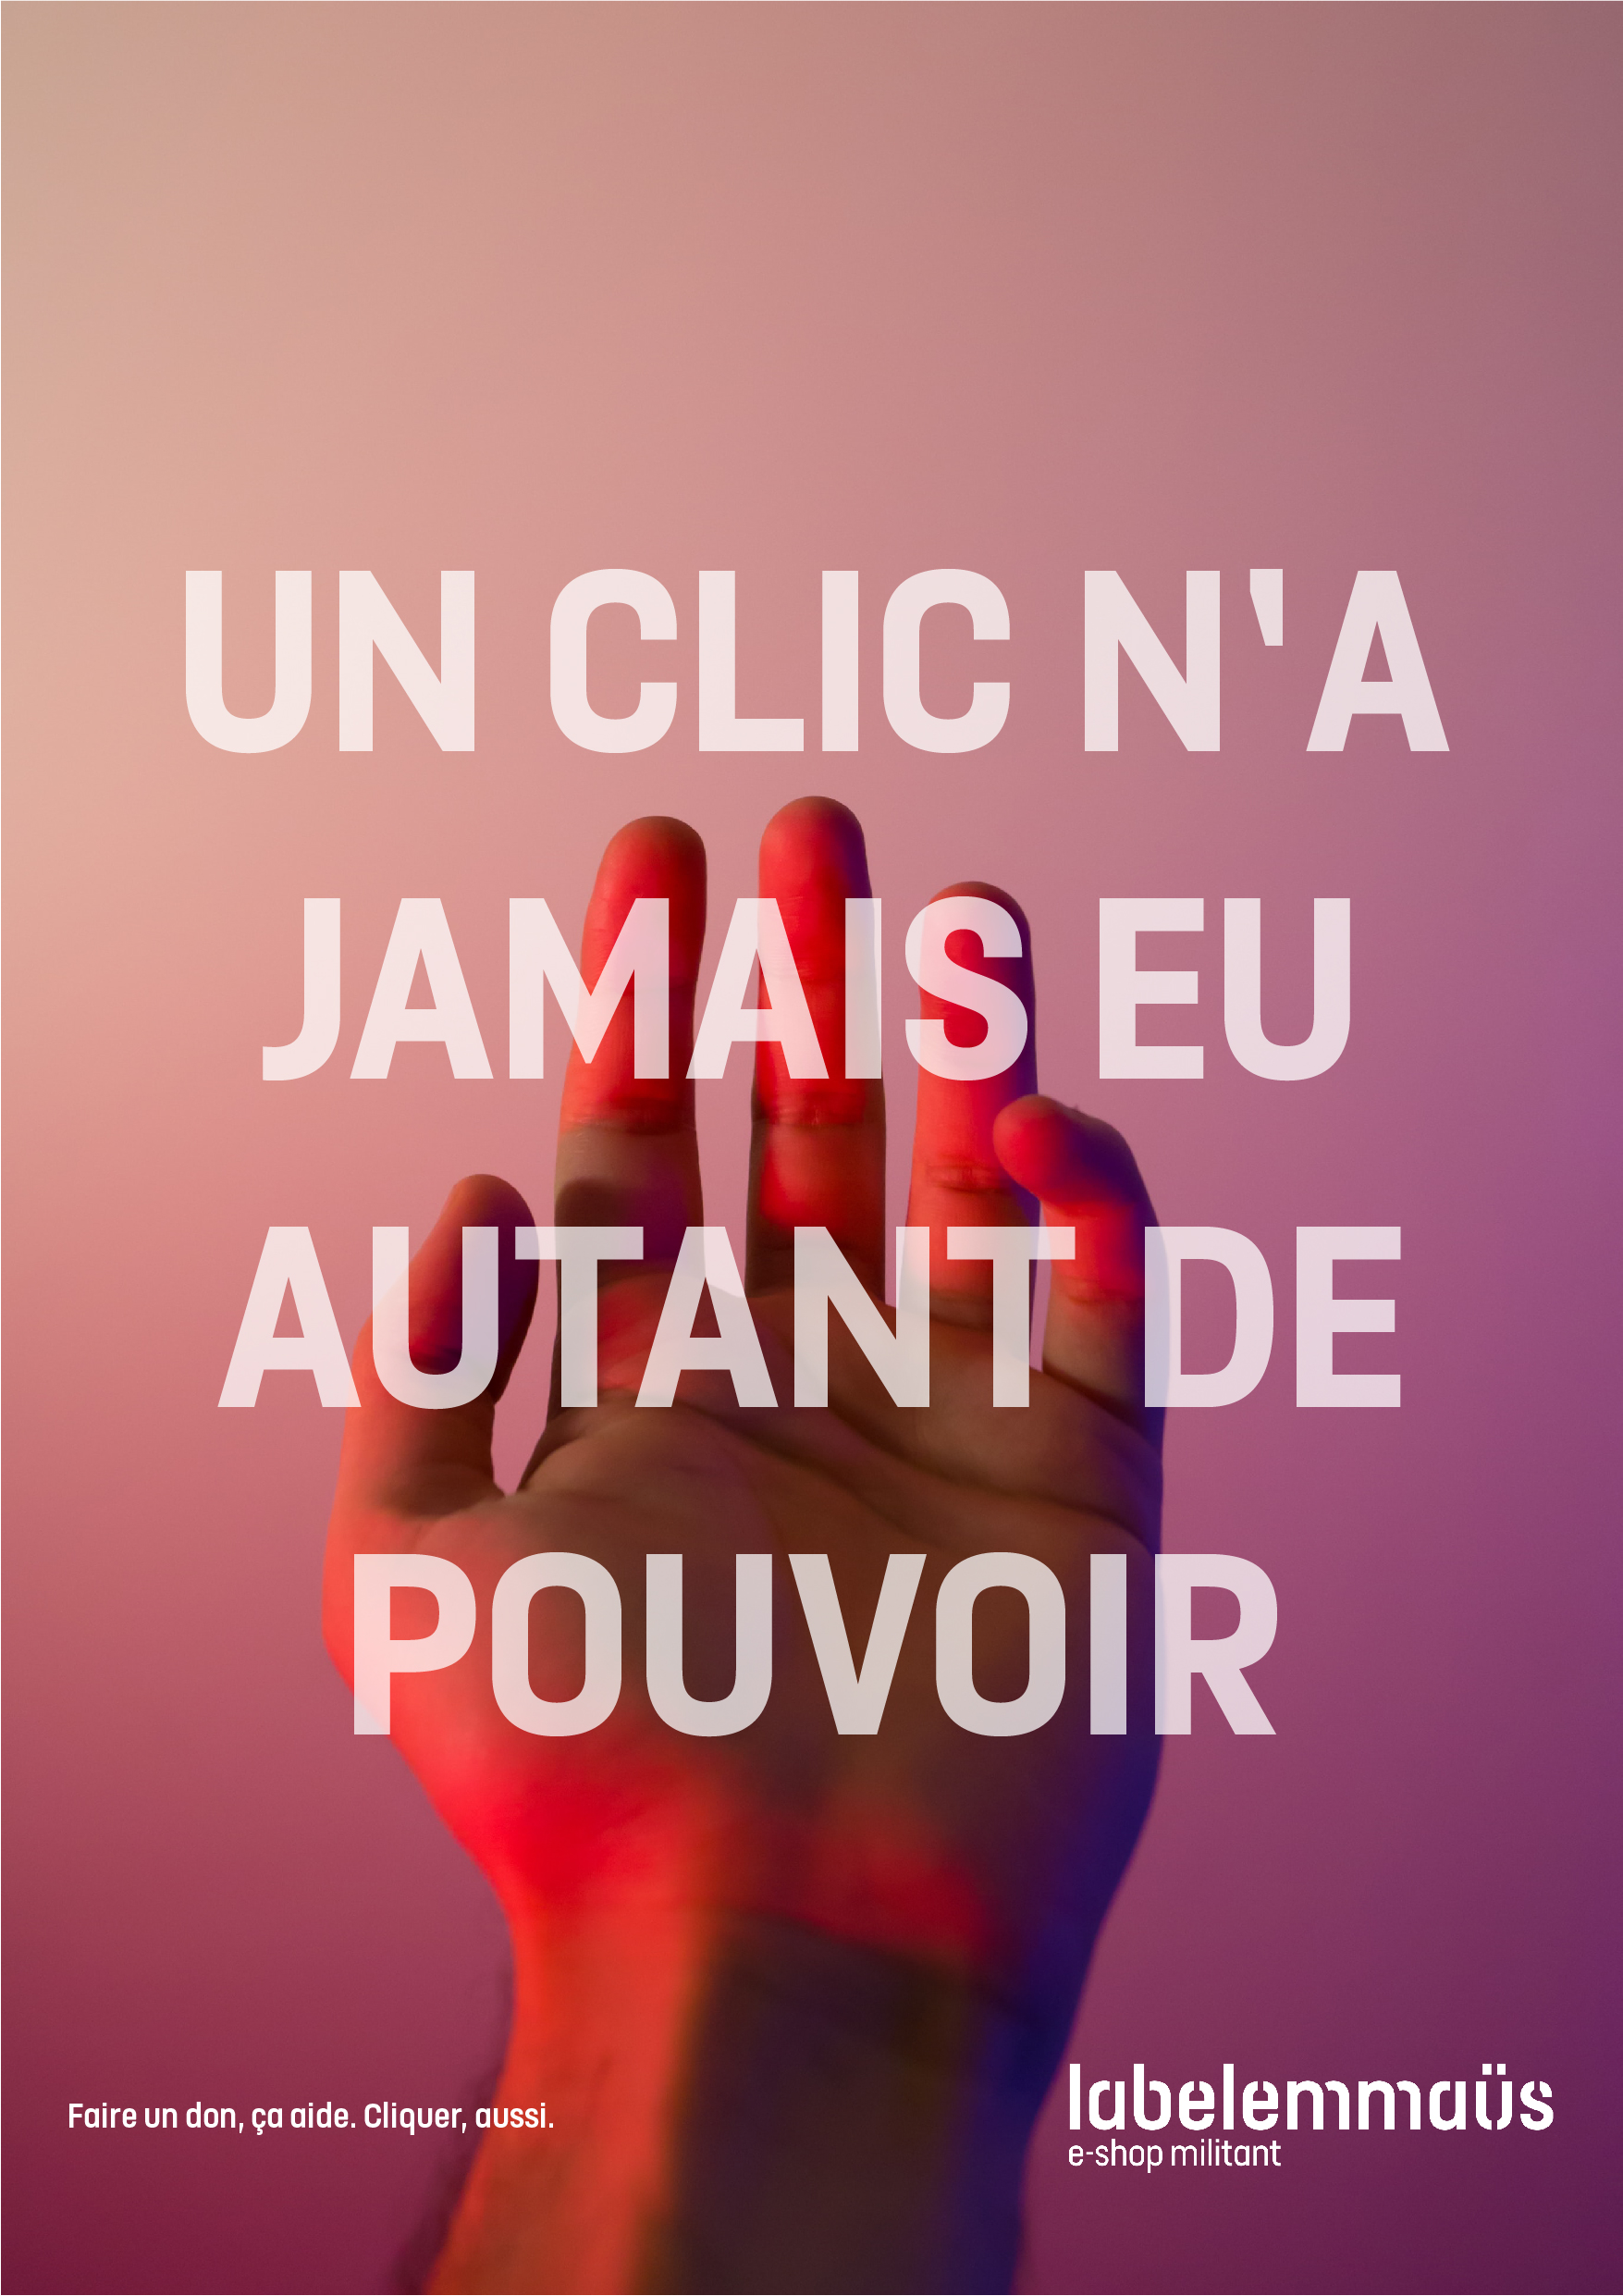 UN CLIC N'A
JAMAIS EU
AUTANT DE
POUVOIR
Faire un don, ça aide. Cliquer, aussi.
labelemmaüs
e-shop militant